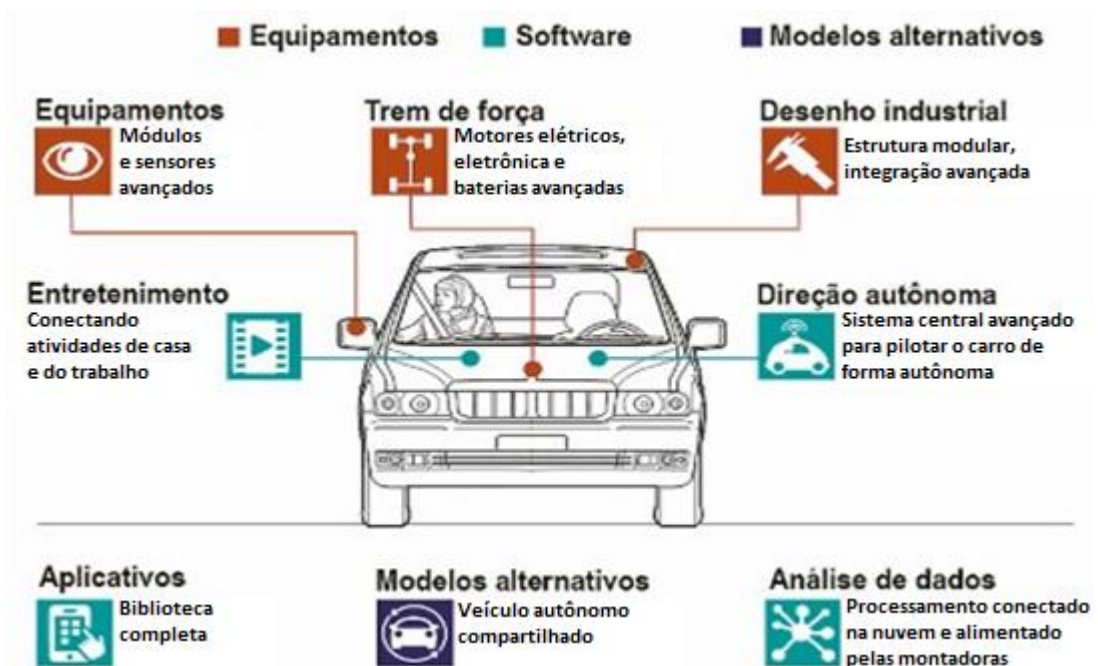 Equipamentos Software Modelos alternativos
Equipamentos
Módulos
e sensores
avançados
Trem de força
Motores elétricos,
eletrônica e
baterias avançadas
Desenho industrial
Estrutura modular,
integração avançada
Entretenimento
Conectando
atividades de casa
e do trabalho
Direção autônoma
Sistema central avançado
para pilotar o carro de
forma autônoma
Aplicativos
Biblioteca
completa
Modelos alternativos
Veículo autônomo
compartilhado
Análise de dados
Processamento conectado
na nuvem e alimentado
pelas montadoras